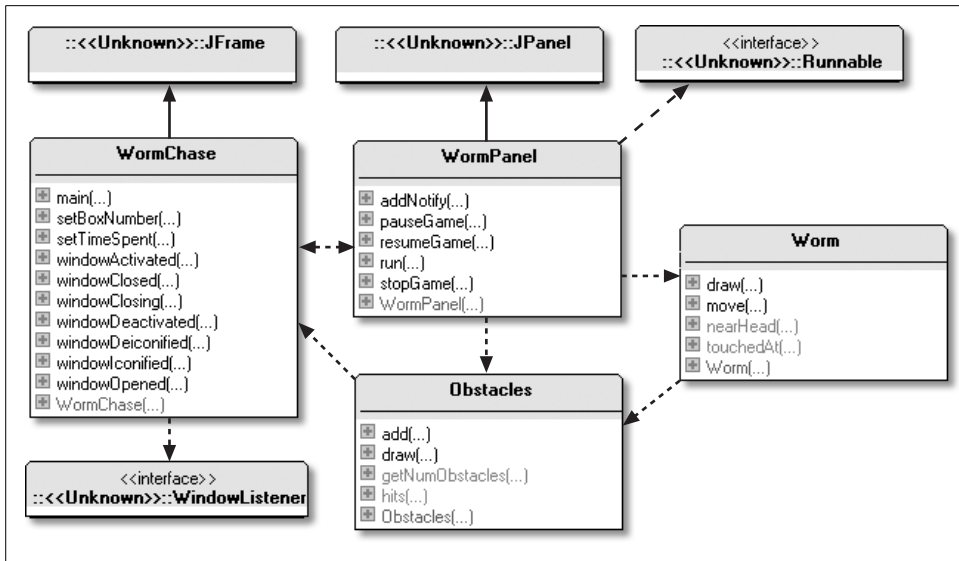 ::<<Unknown>>::JFrame
::<<Unknown>>::JPanel
<<interface>>
::<<Unknown>>::Runnable
WormChase
main(...)
setBoxNumber(...)
setTimeSpent(...)
windowActivated(...)
windowClosed(...)
windowClosing(...)
windowDeactivated(...)
windowDeiconified(...)
windowIconified(...)
windowOpened(...)
WormChase(...)
WormPanel
addNotify(...)
pauseGame(...)
resumeGame(...)
run(...)
stopGame(...)
WormPanel(...)
Worm
draw(...)
move(...)
nearHead(...)
touchedAt(...)
Worm(...)
Obstacles
add(...)
draw(...)
getNumObstacles(...)
hits(...)
Obstacles(...)
<<interface>>
::<<Unknown>>::WindowListener